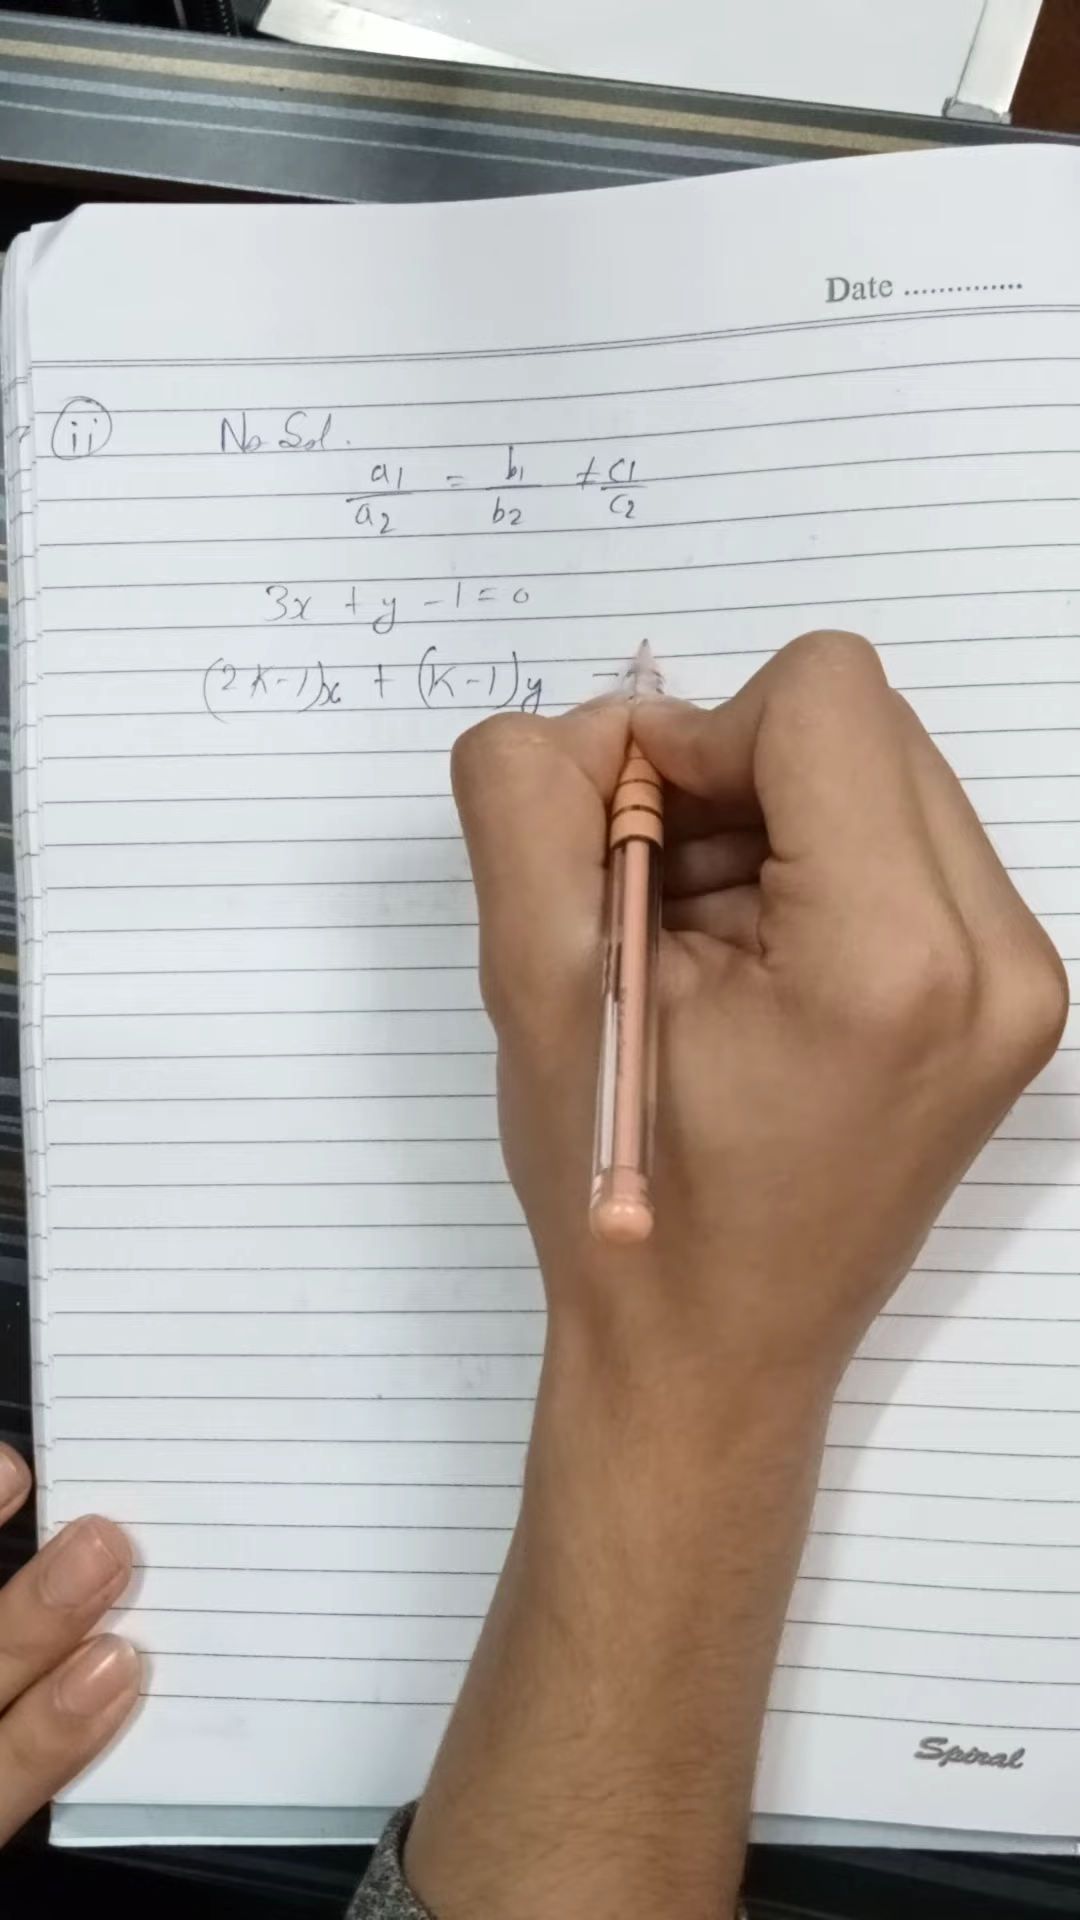 Date ..............
ii No Sol.
a1/a2 = b1/b2 ≠ c1/c2
3x + y - 1 = 0
(2k-1)x + (k-1)y -
Spiral